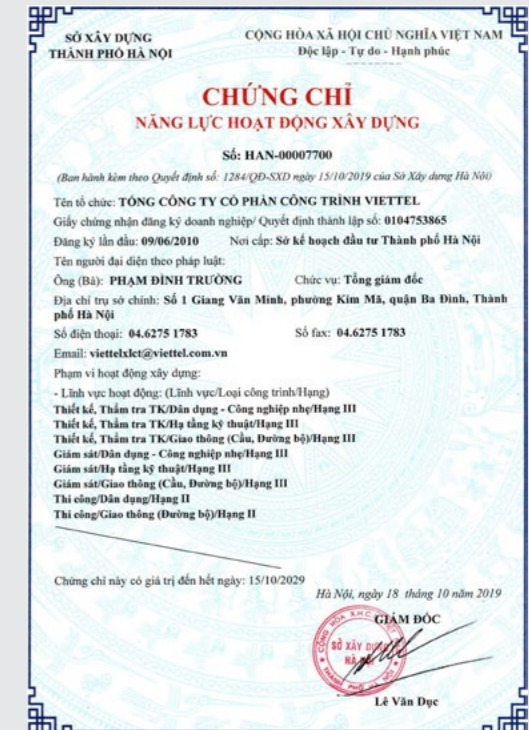 SỞ XÂY DỰNG
THÀNH PHỐ HÀ NỘI
CỘNG HÒA XÃ HỘI CHỦ NGHĨA VIỆT NAM
Độc lập - Tự do - Hạnh phúc
CHỨNG CHỈ
NĂNG LỰC HOẠT ĐỘNG XÂY DỰNG
Số: HAN-00007700
(Ban hành kèm theo Quyết định số: 1284/QĐ-SXD ngày 15/10/2019 của Sở Xây dựng Hà Nội)
Tên tổ chức: TỔNG CÔNG TY CỔ PHẦN CÔNG TRÌNH VIETTEL
Giấy chứng nhận đăng ký doanh nghiệp/ Quyết định thành lập số: 0104753865
Đăng ký lần đầu: 09/06/2010 Nơi cấp: Sở kế hoạch đầu tư Thành phố Hà Nội
Tên người đại diện theo pháp luật:
Ông (Bà): PHẠM ĐÌNH TRƯỜNG Chức vụ: Tổng giám đốc
Địa chỉ trụ sở chính: Số 1 Giang Văn Minh, phường Kim Mã, quận Ba Đình, Thành
phố Hà Nội
Số điện thoại: 04.6275 1783 Số fax: 04.6275 1783
Email: viettelxlct@viettel.com.vn
Phạm vi hoạt động xây dựng:
- Lĩnh vực hoạt động: (Lĩnh vực/Loại công trình/Hạng)
Thiết kế, Thẩm tra TK/Dân dụng - Công nghiệp nhẹ/Hạng III
Thiết kế, Thẩm tra TK/Hạ tầng kỹ thuật/Hạng III
Thiết kế, Thẩm tra TK/Giao thông (Cầu, Đường bộ)/Hạng III
Giám sát/Dân dụng - Công nghiệp nhẹ/Hạng III
Giám sát/Hạ tầng kỹ thuật/Hạng III
Giám sát/Giao thông (Cầu, Đường bộ)/Hạng III
Thi công/Dân dụng/Hạng II
Thi công/Giao thông (Đường bộ)/Hạng II
Chứng chỉ này có giá trị đến hết ngày: 15/10/2029
Hà Nội, ngày 18 tháng 10 năm 2019
GIÁM ĐỐC
SỞ XÂY DỰNG
HÀ NỘI
Lê Văn Dục